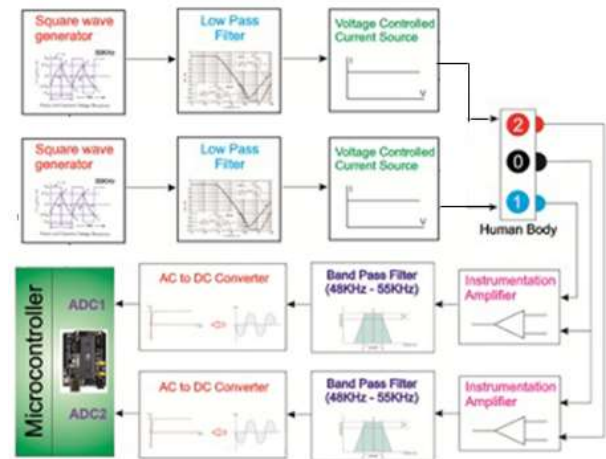 Square wave
generator
50KHz
Low Pass
Filter
Voltage Controlled
Current Source
I
V
Square wave
generator
50KHz
Low Pass
Filter
Voltage Controlled
Current Source
I
V
2
0
1
Human Body
Microcontroller
ADC1
ADC2
AC to DC Converter
Band Pass Filter
(48KHz - 55KHz)
Instrumentation
Amplifier
AC to DC Converter
Band Pass Filter
(48KHz - 55KHz)
Instrumentation
Amplifier